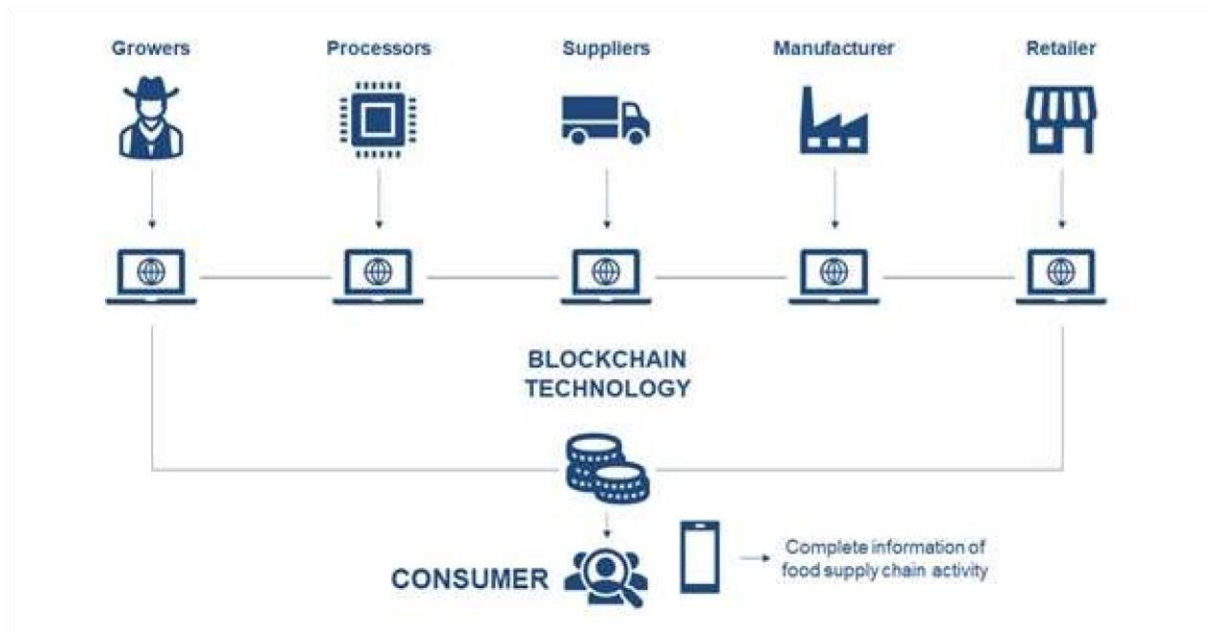 Growers
Processors
Suppliers
Manufacturer
Retailer
BLOCKCHAIN
TECHNOLOGY
CONSUMER
Complete information of
food supply chain activity